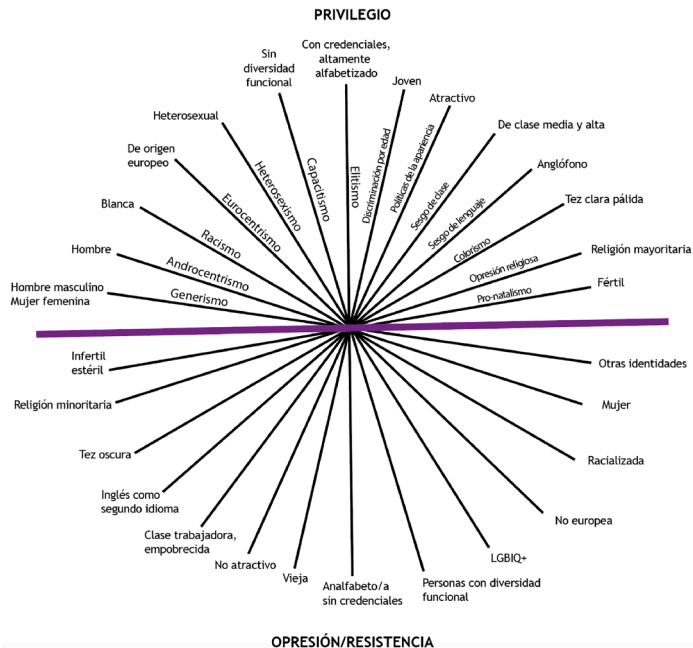 PRIVILEGIO
Con credenciales,
altamente
alfabetizado
Sin
diversidad
funcional
Joven
Atractivo
Heterosexual
De clase media y alta
De origen
europeo
Anglófono
Blanca
Tez clara pálida
Hombre
Religión mayoritaria
Hombre masculino
Mujer femenina
Fértil
Generismo
Androcentrismo
Racismo
Eurocentrismo
Heterosexismo
Capacitismo
Elitismo
Discriminación por edad
Políticas de la apariencia
Sesgo de clase
Sesgo de lenguaje
Colorismo
Opresión religiosa
Pro-natalismo
Infertil
estéril
Otras identidades
Religión minoritaria
Mujer
Tez oscura
Racializada
Inglés como
segundo idioma
No europea
Clase trabajadora,
empobrecida
LGBIQ+
No atractivo
Vieja
Analfabeto/a
sin credenciales
Personas con diversidad
funcional
OPRESIÓN/RESISTENCIA